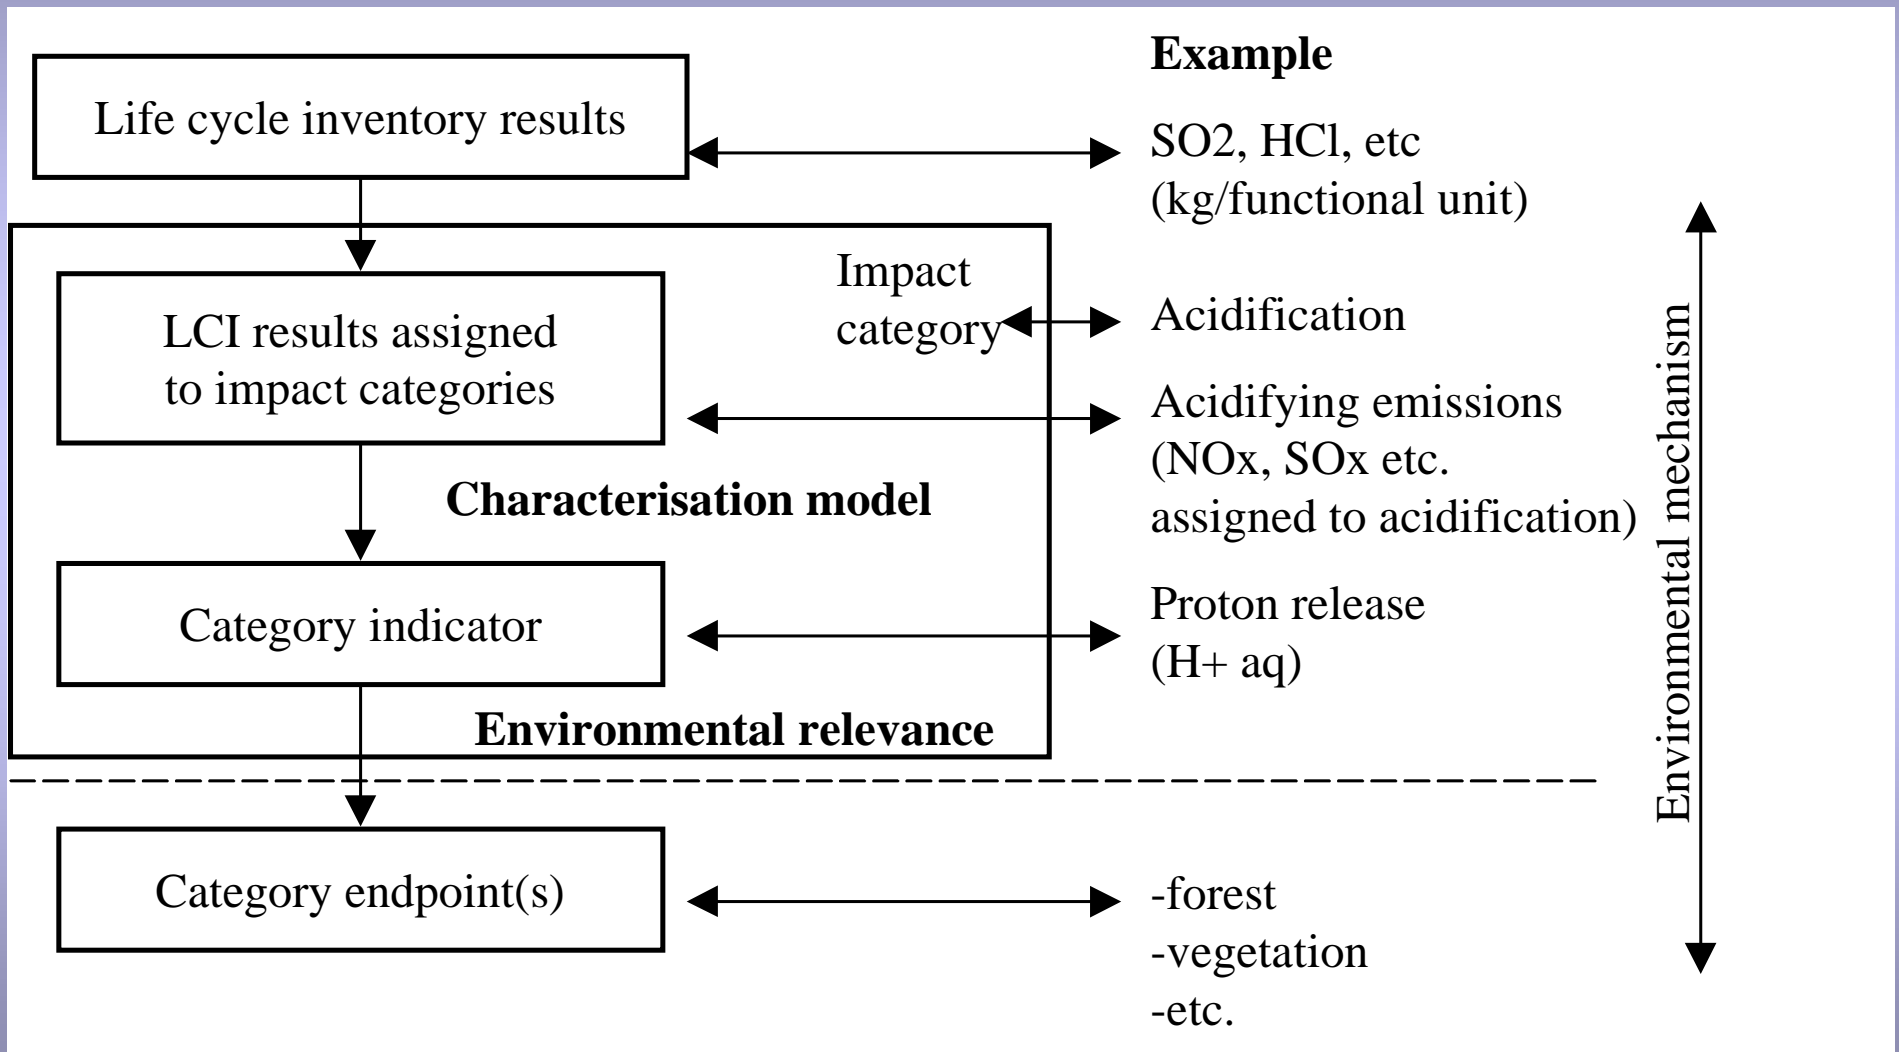 Example
Life cycle inventory results
SO2, HCl, etc
(kg/functional unit)
Impact
category
Acidification
LCI results assigned
to impact categories
Acidifying emissions
(NOx, SOx etc.
assigned to acidification)
Characterisation model
Category indicator
Proton release
(H+ aq)
Environmental relevance
Environmental mechanism
Category endpoint(s)
-forest
-vegetation
-etc.